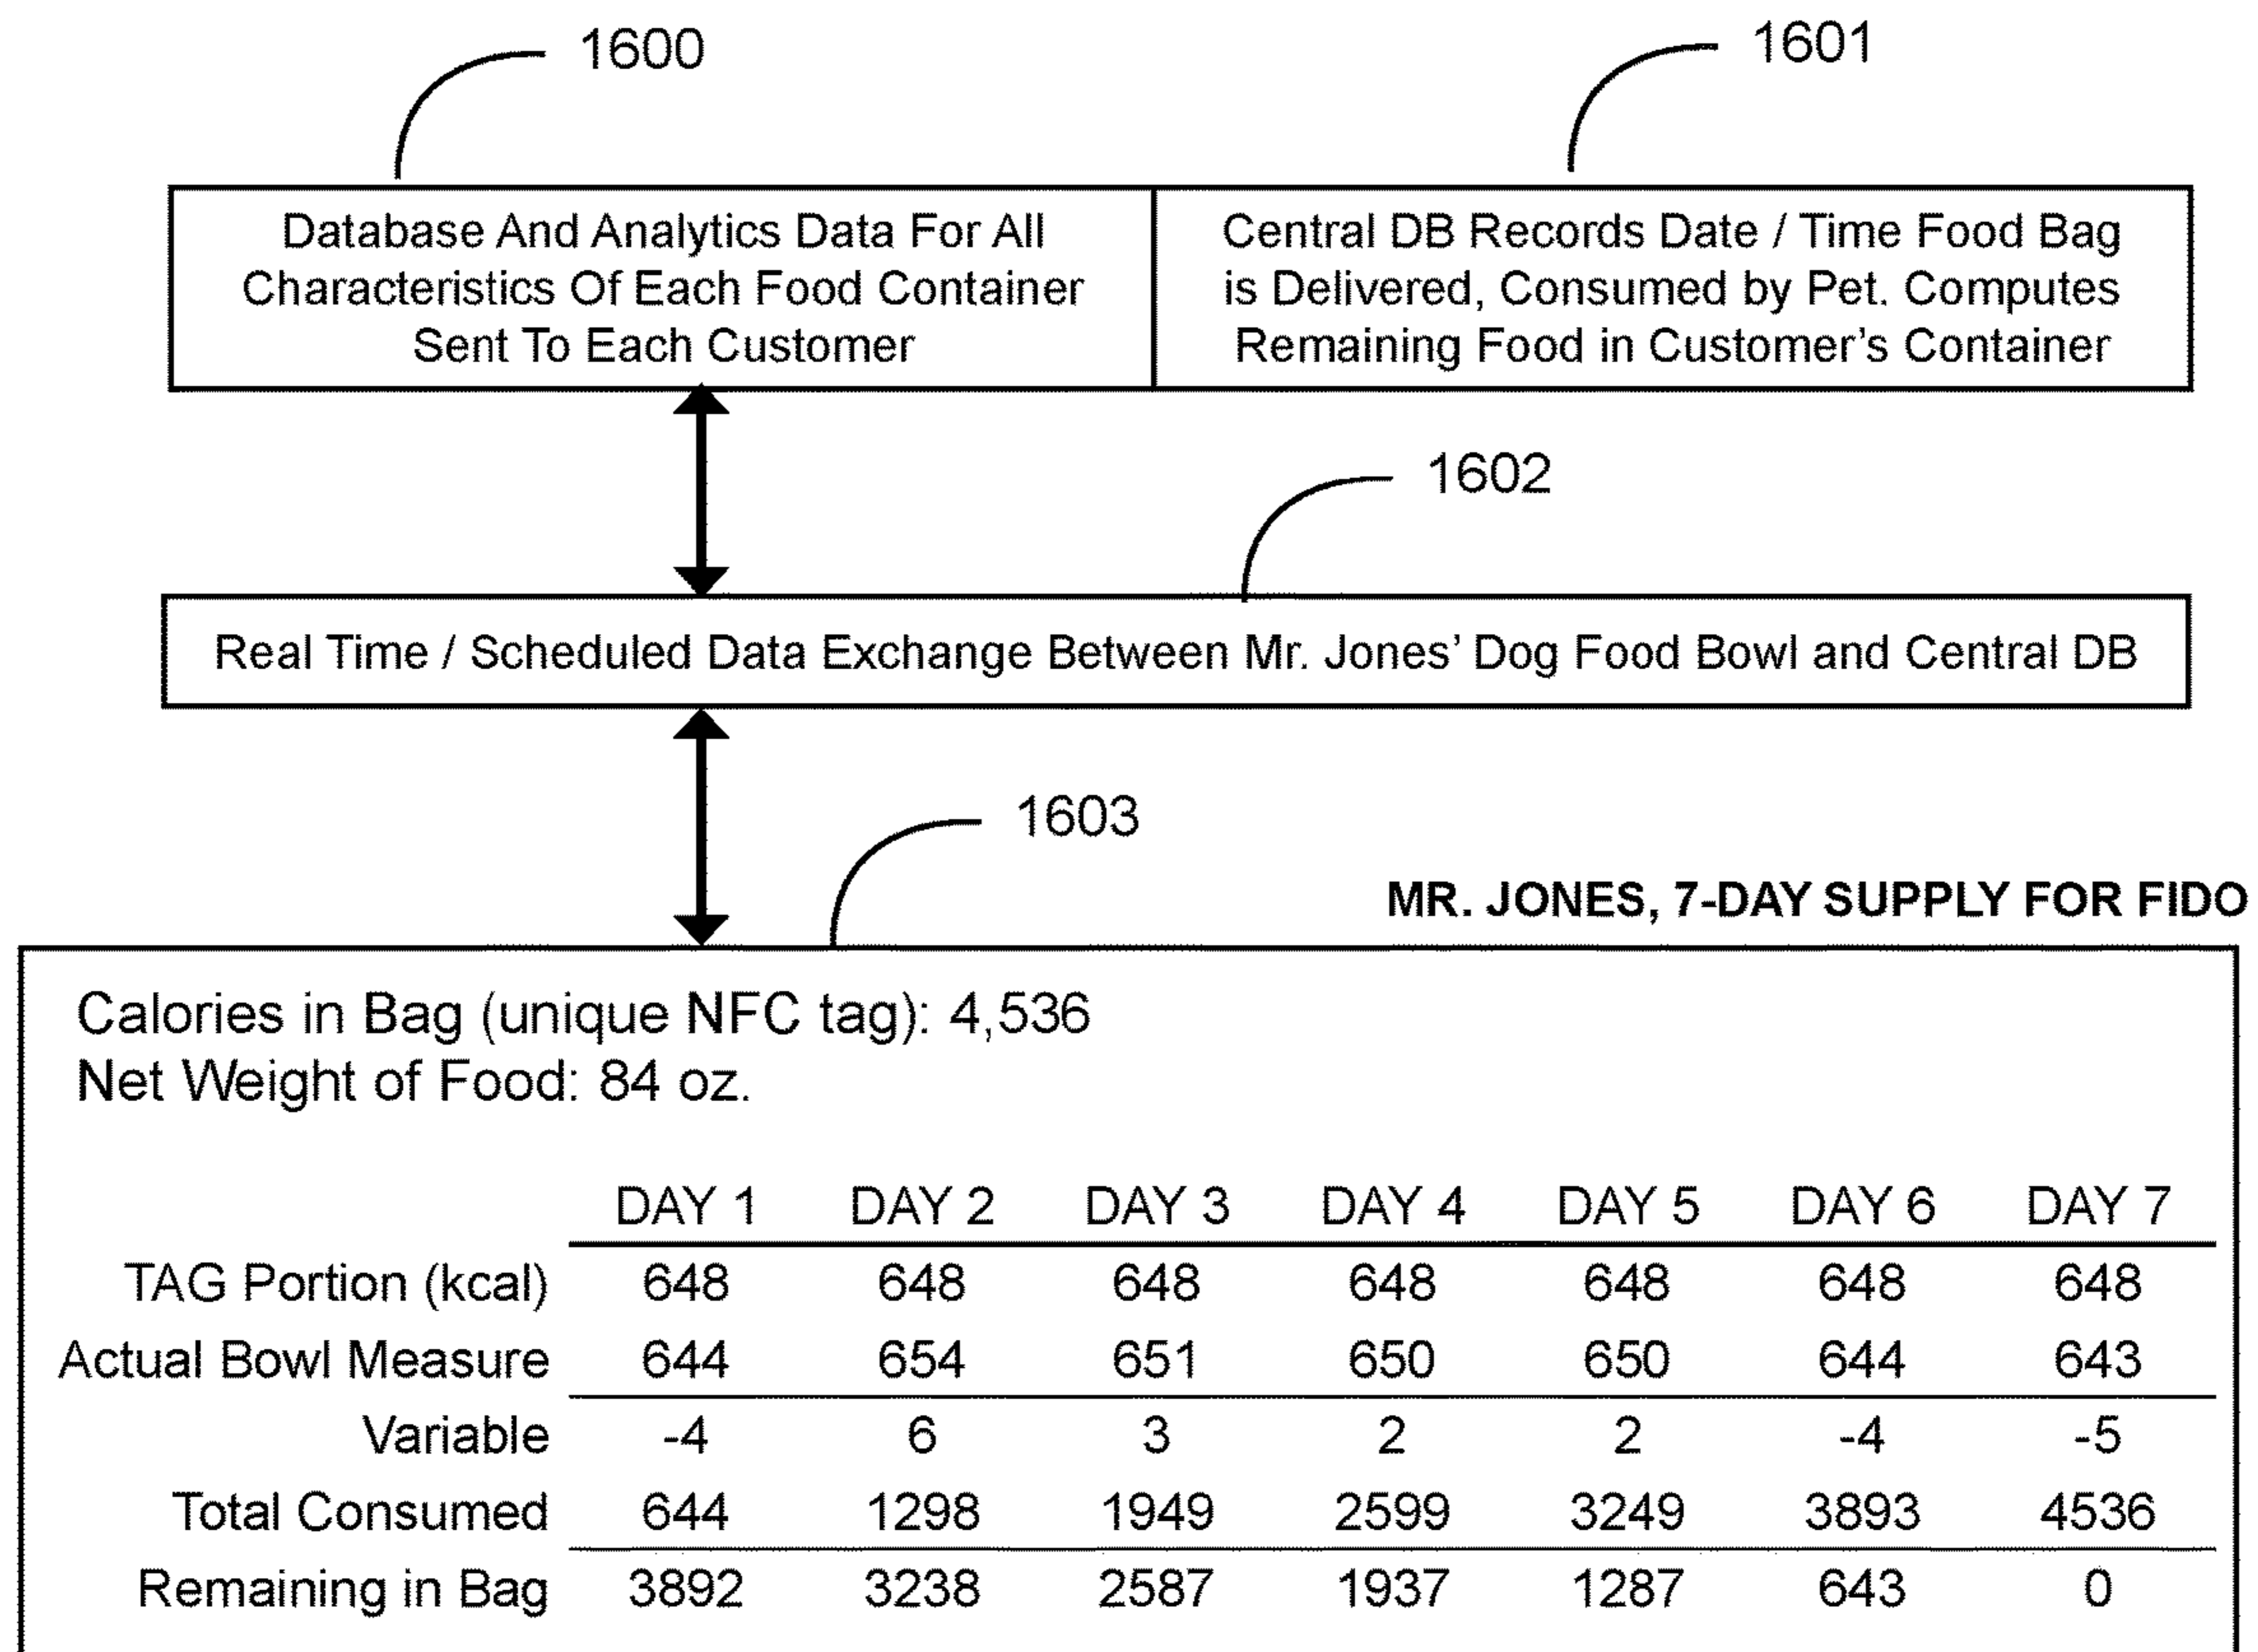 1600
1601
Database And Analytics Data For All
Characteristics Of Each Food Container
Sent To Each Customer
Central DB Records Date / Time Food Bag
is Delivered, Consumed by Pet. Computes
Remaining Food in Customer's Container
1602
Real Time / Scheduled Data Exchange Between Mr. Jones' Dog Food Bowl and Central DB
1603
MR. JONES, 7-DAY SUPPLY FOR FIDO
Calories in Bag (unique NFC tag): 4,536
Net Weight of Food: 84 oz.
DAY 1 DAY 2 DAY 3 DAY 4 DAY 5 DAY 6 DAY 7
TAG Portion (kcal) 648 648 648 648 648 648 648
Actual Bowl Measure 644 654 651 650 650 644 643
Variable -4 6 3 2 2 -4 -5
Total Consumed 644 1298 1949 2599 3249 3893 4536
Remaining in Bag 3892 3238 2587 1937 1287 643 0